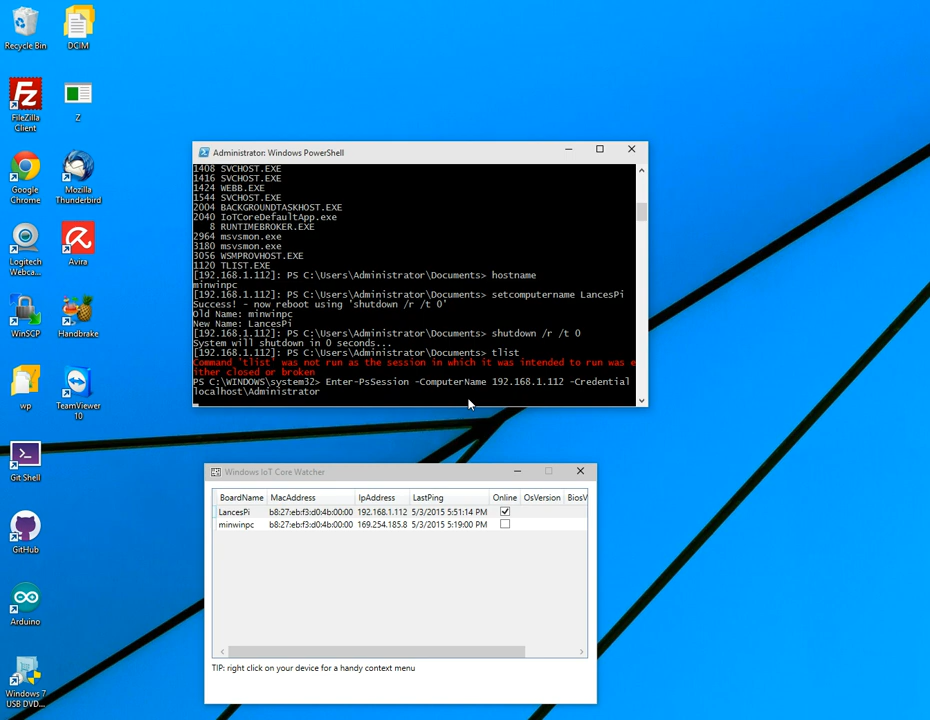 Recycle Bin
DCIM
FileZilla
Client
Z
Google
Chrome
Mozilla
Thunderbird
Logitech
Webca...
Avira
WinSCP
Handbrake
wp
TeamViewer
10
Git Shell
GitHub
Arduino
Windows 7
USB DVD...
Administrator: Windows PowerShell
1408 SVCHOST.EXE
1416 SVCHOST.EXE
1424 WEBB.EXE
1544 SVCHOST.EXE
2004 BACKGROUNDTASKHOST.EXE
2040 IoTCoreDefaultApp.exe
8 RUNTIMEBROKER.EXE
2964 msvsmon.exe
3180 msvsmon.exe
3056 WSMPROVHOST.EXE
1120 TLIST.EXE
[192.168.1.112]: PS C:\Users\Administrator\Documents> hostname
minwinpc
[192.168.1.112]: PS C:\Users\Administrator\Documents> setcomputername LancesPi
Success! - now reboot using 'shutdown /r /t 0'
Old Name: minwinpc
New Name: LancesPi
[192.168.1.112]: PS C:\Users\Administrator\Documents> shutdown /r /t 0
System will shutdown in 0 seconds...
[192.168.1.112]: PS C:\Users\Administrator\Documents> tlist
Command 'tlist' was not run as the session in which it was intended to run was e
ither closed or broken
PS C:\WINDOWS\system32> Enter-PsSession -ComputerName 192.168.1.112 -Credential
localhost\Administrator
Windows IoT Core Watcher
BoardName MacAddress IpAddress LastPing Online OsVersion BiosV
LancesPi b8:27:eb:f3:d0:4b:00:00 192.168.1.112 5/3/2015 5:51:14 PM
minwinpc b8:27:eb:f3:d0:4b:00:00 169.254.185.8 5/3/2015 5:19:00 PM
TIP: right click on your device for a handy context menu